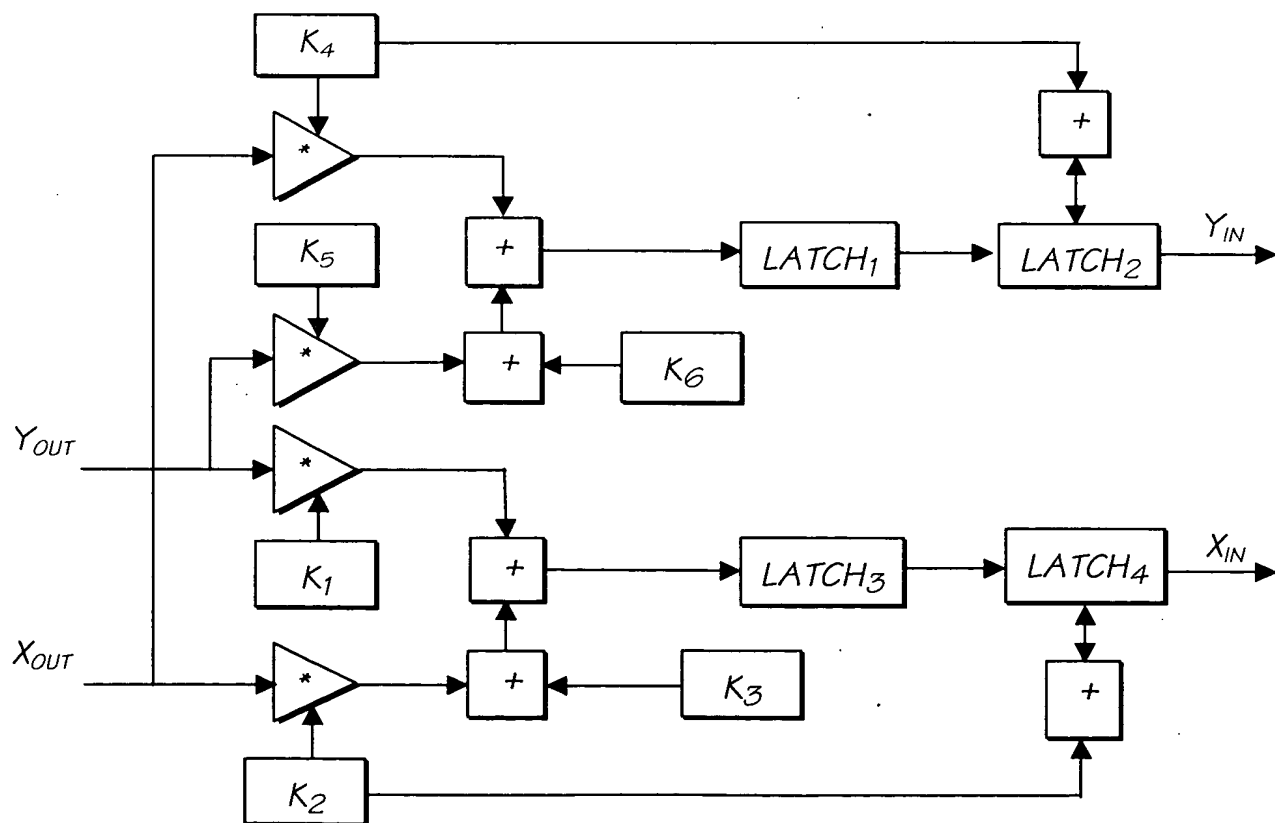 K4
*
+
K5
+
LATCH1
LATCH2
YIN
*
+
K6
YOUT
*
K1
+
LATCH3
LATCH4
XIN
XOUT
*
+
K3
+
K2